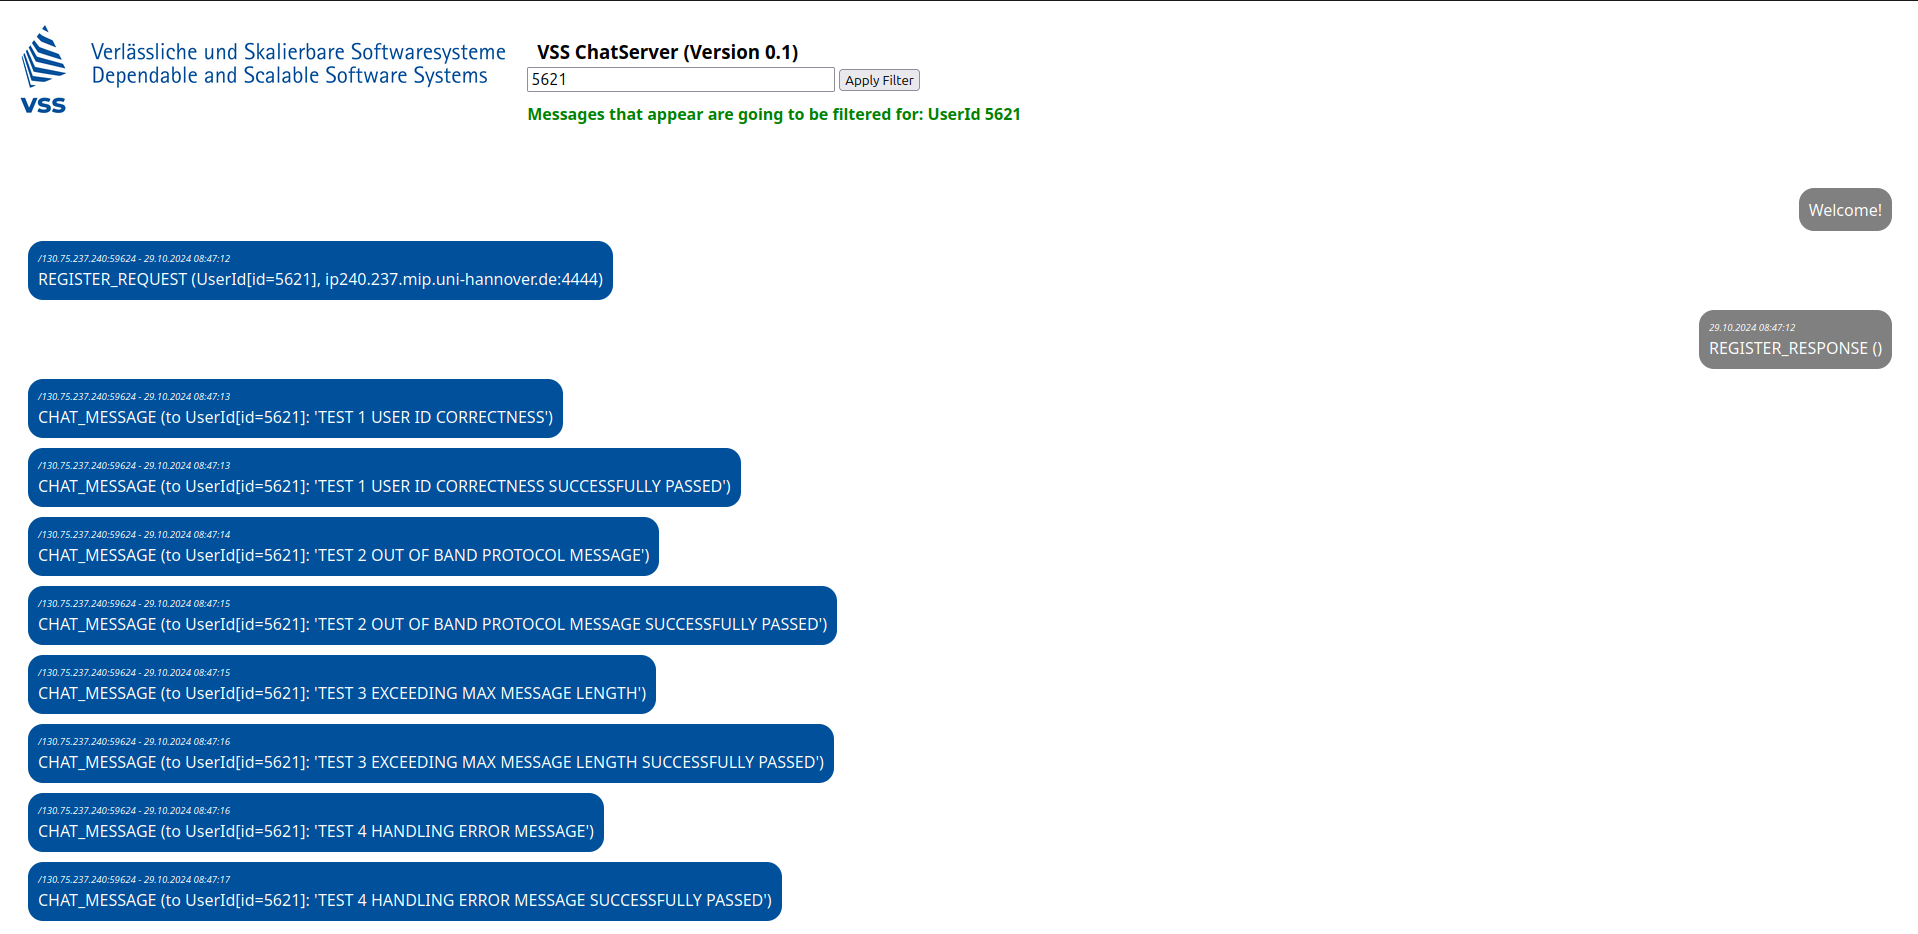 Verlässliche und Skalierbare Softwaresysteme
Dependable and Scalable Software Systems
VSS
VSS ChatServer (Version 0.1)
5621
Apply Filter
Messages that appear are going to be filtered for: UserId 5621
Welcome!
/130.75.237.240:59624 - 29.10.2024 08:47:12
REGISTER_REQUEST (UserId[id=5621], ip240.237.mip.uni-hannover.de:4444)
29.10.2024 08:47:12
REGISTER_RESPONSE ()
/130.75.237.240:59624 - 29.10.2024 08:47:13
CHAT_MESSAGE (to UserId[id=5621]: 'TEST 1 USER ID CORRECTNESS')
/130.75.237.240:59624 - 29.10.2024 08:47:13
CHAT_MESSAGE (to UserId[id=5621]: 'TEST 1 USER ID CORRECTNESS SUCCESSFULLY PASSED')
/130.75.237.240:59624 - 29.10.2024 08:47:14
CHAT_MESSAGE (to UserId[id=5621]: 'TEST 2 OUT OF BAND PROTOCOL MESSAGE')
/130.75.237.240:59624 - 29.10.2024 08:47:15
CHAT_MESSAGE (to UserId[id=5621]: 'TEST 2 OUT OF BAND PROTOCOL MESSAGE SUCCESSFULLY PASSED')
/130.75.237.240:59624 - 29.10.2024 08:47:15
CHAT_MESSAGE (to UserId[id=5621]: 'TEST 3 EXCEEDING MAX MESSAGE LENGTH')
/130.75.237.240:59624 - 29.10.2024 08:47:16
CHAT_MESSAGE (to UserId[id=5621]: 'TEST 3 EXCEEDING MAX MESSAGE LENGTH SUCCESSFULLY PASSED')
/130.75.237.240:59624 - 29.10.2024 08:47:16
CHAT_MESSAGE (to UserId[id=5621]: 'TEST 4 HANDLING ERROR MESSAGE')
/130.75.237.240:59624 - 29.10.2024 08:47:17
CHAT_MESSAGE (to UserId[id=5621]: 'TEST 4 HANDLING ERROR MESSAGE SUCCESSFULLY PASSED')